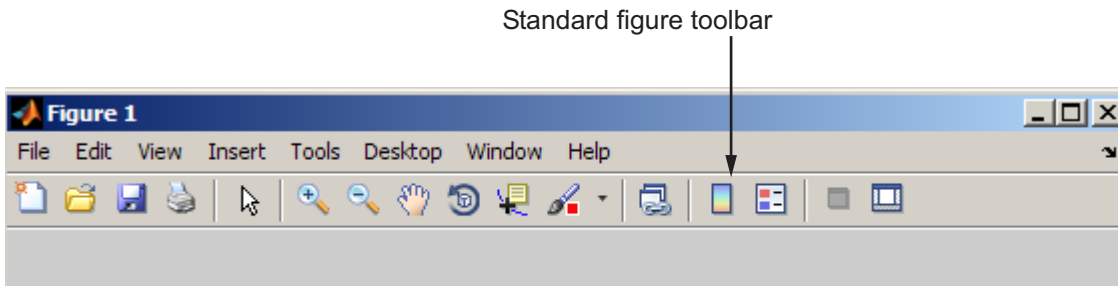 Standard figure toolbar
Figure 1
File Edit View Insert Tools Desktop Window Help